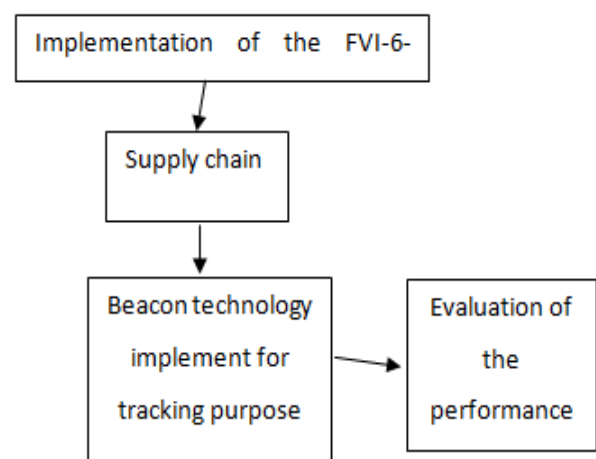 Implementation of the FVI-6-
Supply chain
Beacon technology
implement for
tracking purpose
Evaluation of
the
performance